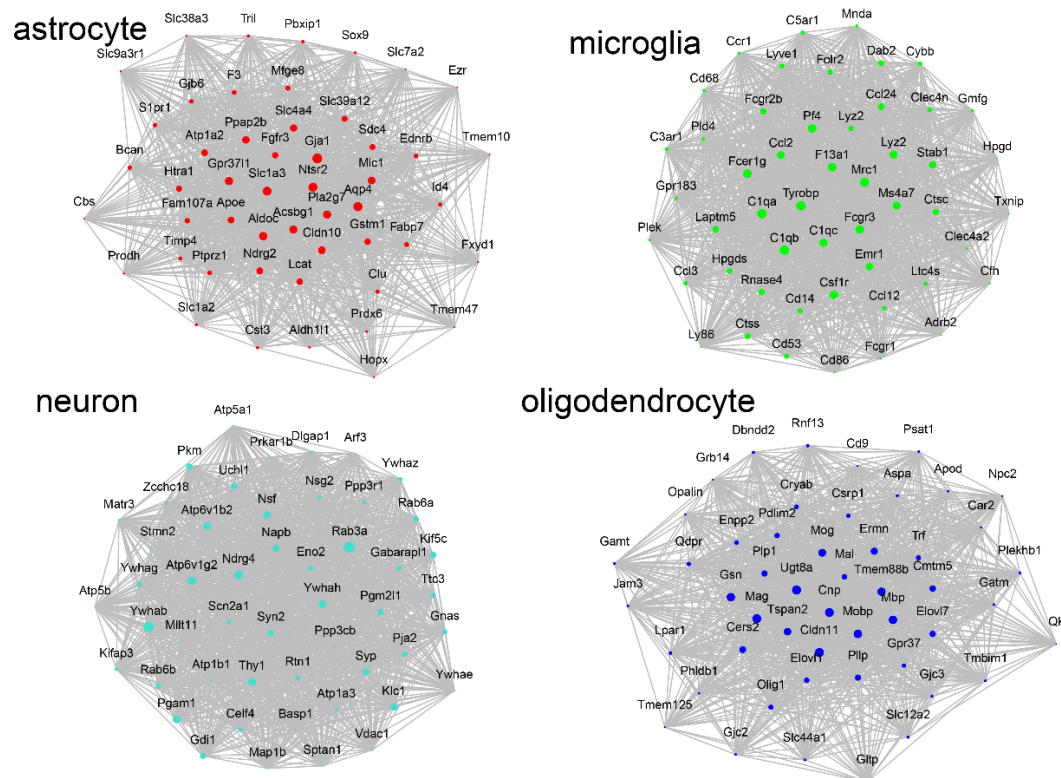 astrocyte
Slc38a3
Tril
Pbxip1
Sox9
Slc7a2
Ezr
Slc9a3r1
Gjb6
F3
Mfge8
Slc39a12
S1pr1
Ppap2b
Slc4a4
Sdc4
Ednrb
Tmem10
Bcan
Atp1a2
Fgfr3
Gja1
Mlc1
Htra1
Gpr37l1
Slc1a3
Ntsr2
Aqp4
Id4
Cbs
Fam107a
Apoe
Aldoc
Acsbg1
Pla2g7
Gstm1
Fabp7
Timp4
Cldn10
Fxyd1
Prodh
Ptprz1
Ndrg2
Lcat
Clu
Slc1a2
Prdx6
Tmem47
Cst3
Aldh1l1
Hopx
microglia
C5ar1
Mnda
Ccr1
Lyve1
Folr2
Dab2
Cybb
Cd68
Fcgr2b
Ccl24
Clec4n
Gmfg
C3ar1
Pld4
Pf4
Lyz2
Ccl2
Lyz2
Stab1
Hpgd
Fcer1g
F13a1
Mrc1
Gpr183
C1qa
Tyrobp
Ms4a7
Ctsc
Txnip
Plek
Laptm5
C1qb
C1qc
Fcgr3
Clec4a2
Ccl3
Hpgds
Emr1
Ltc4s
Cfh
Rnase4
Csf1r
Cd14
Ccl12
Adrb2
Ly86
Ctss
Cd53
Cd86
Fcgr1
neuron
Atp5a1
Prkar1b
Dlgap1
Arf3
Pkm
Uchl1
Nsg2
Ywhaz
Zcchc18
Nsf
Ppp3r1
Rab6a
Matr3
Atp6v1b2
Stmn2
Napb
Rab3a
Kif5c
Ywhag
Atp6v1g2
Ndrg4
Eno2
Gabarapl1
Ttc3
Atp5b
Ywhab
Scn2a1
Ywhah
Pgm2l1
Gnas
Mllt11
Syn2
Ppp3cb
Pja2
Kifap3
Rab6b
Atp1b1
Thy1
Rtn1
Syp
Ywhae
Pgam1
Celf4
Basp1
Atp1a3
Klc1
Gdi1
Map1b
Sptan1
Vdac1
oligodendrocyte
Dbndd2
Rnf13
Cd9
Psat1
Grb14
Cryab
Aspa
Apod
Npc2
Opalin
Enpp2
Pdlim2
Csrp1
Car2
Gamt
Qdpr
Plp1
Mog
Ermn
Trf
Plekhb1
Jam3
Gsn
Ugt8a
Mal
Tmem88b
Cmtm5
Gatm
Mag
Tspan2
Cnp
Mobp
Mbp
Elovl7
Lpar1
Cers2
Cldn11
Gpr37
Phldb1
Elovl1
Pllp
Gjc3
Tmbim1
Tmem125
Olig1
Slc12a2
Gjc2
Slc44a1
Gltp